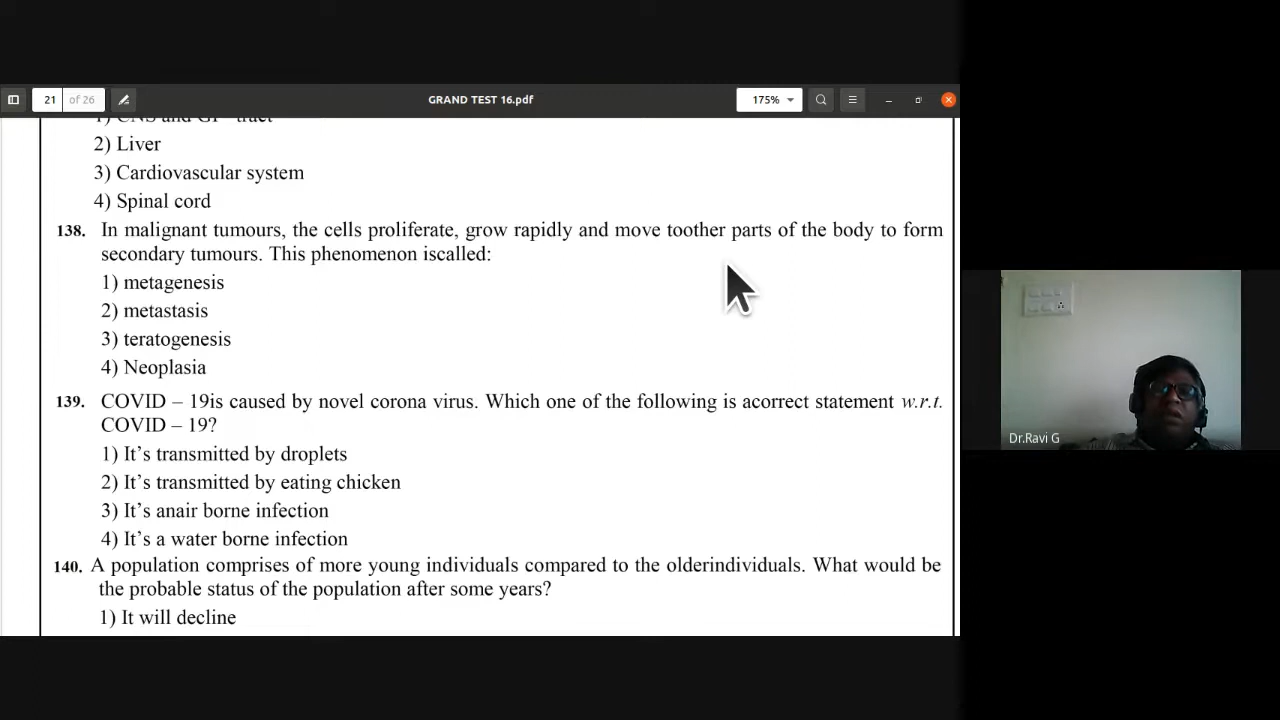 21 of 26
GRAND TEST 16.pdf
175%
1) CNS and GI- tract
2) Liver
3) Cardiovascular system
4) Spinal cord
138. In malignant tumours, the cells proliferate, grow rapidly and move toother parts of the body to form
secondary tumours. This phenomenon iscalled:
1) metagenesis
2) metastasis
3) teratogenesis
4) Neoplasia
139. COVID – 19is caused by novel corona virus. Which one of the following is acorrect statement w.r.t.
COVID – 19?
1) It’s transmitted by droplets
2) It’s transmitted by eating chicken
3) It’s anair borne infection
4) It’s a water borne infection
140. A population comprises of more young individuals compared to the olderindividuals. What would be
the probable status of the population after some years?
1) It will decline
Dr.Ravi G